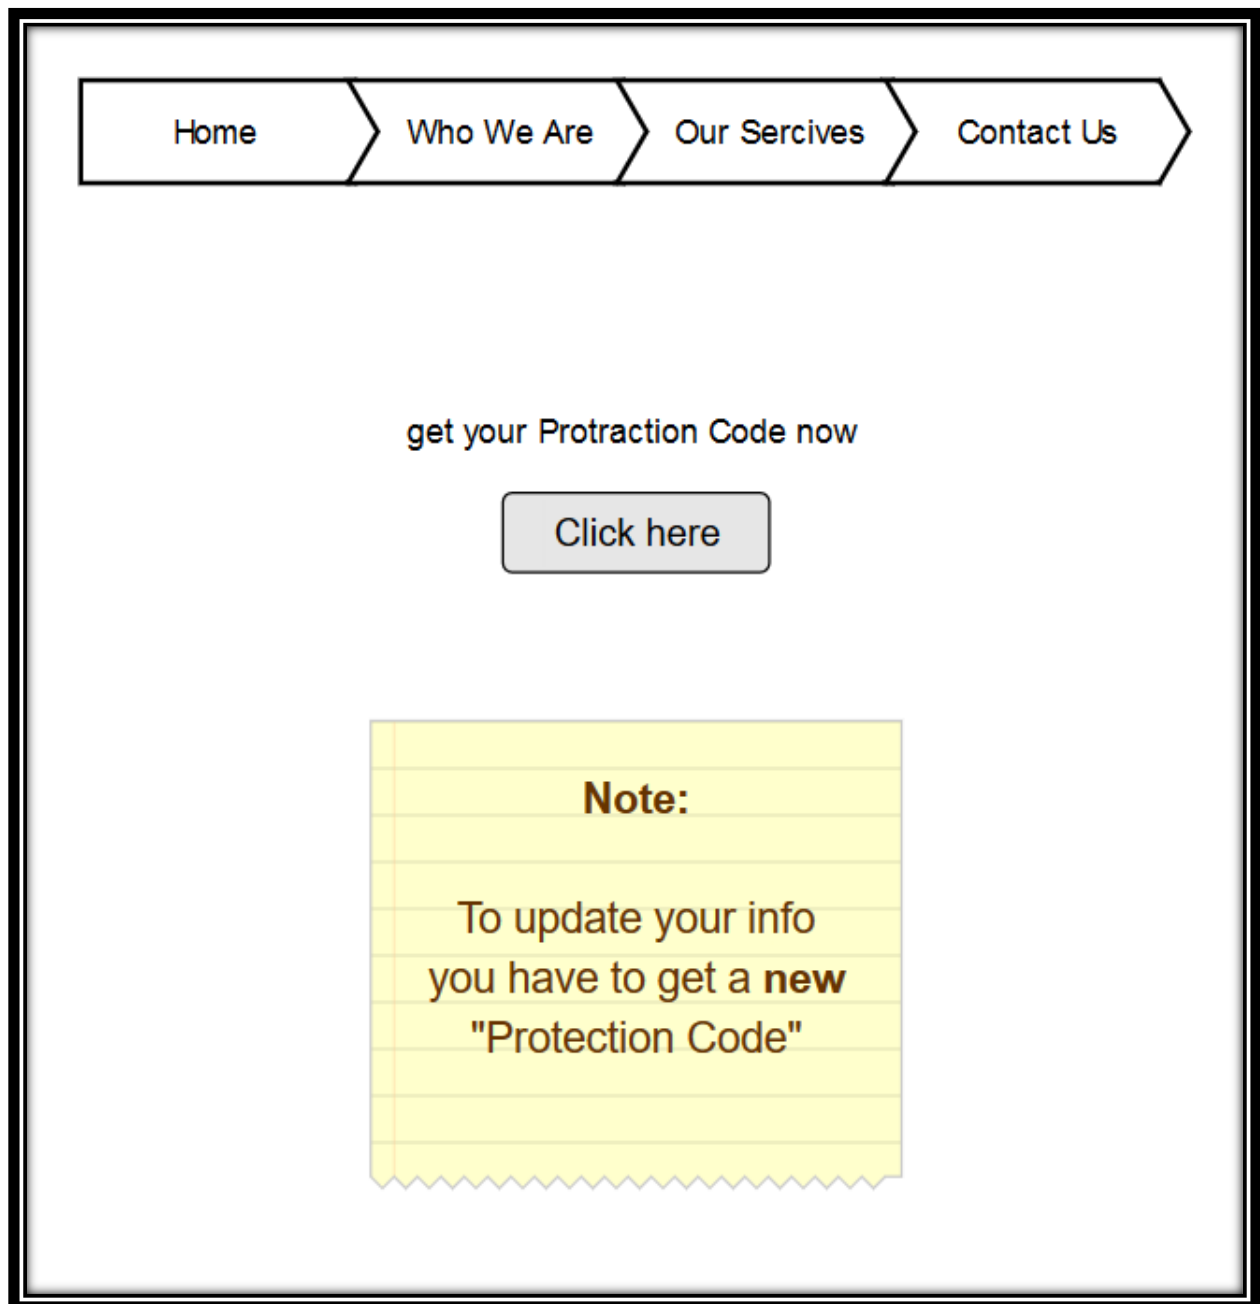 Home
Who We Are
Our Sercives
Contact Us
get your Protraction Code now
Click here
Note:
To update your info
you have to get a new
"Protection Code"